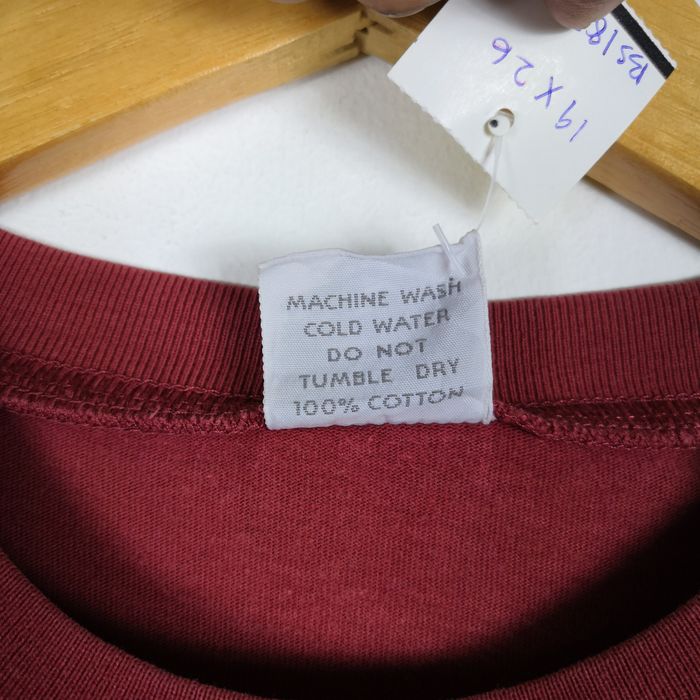 MACHINE WASH
COLD WATER
DO NOT
TUMBLE DRY
100% COTTON
19 X 26